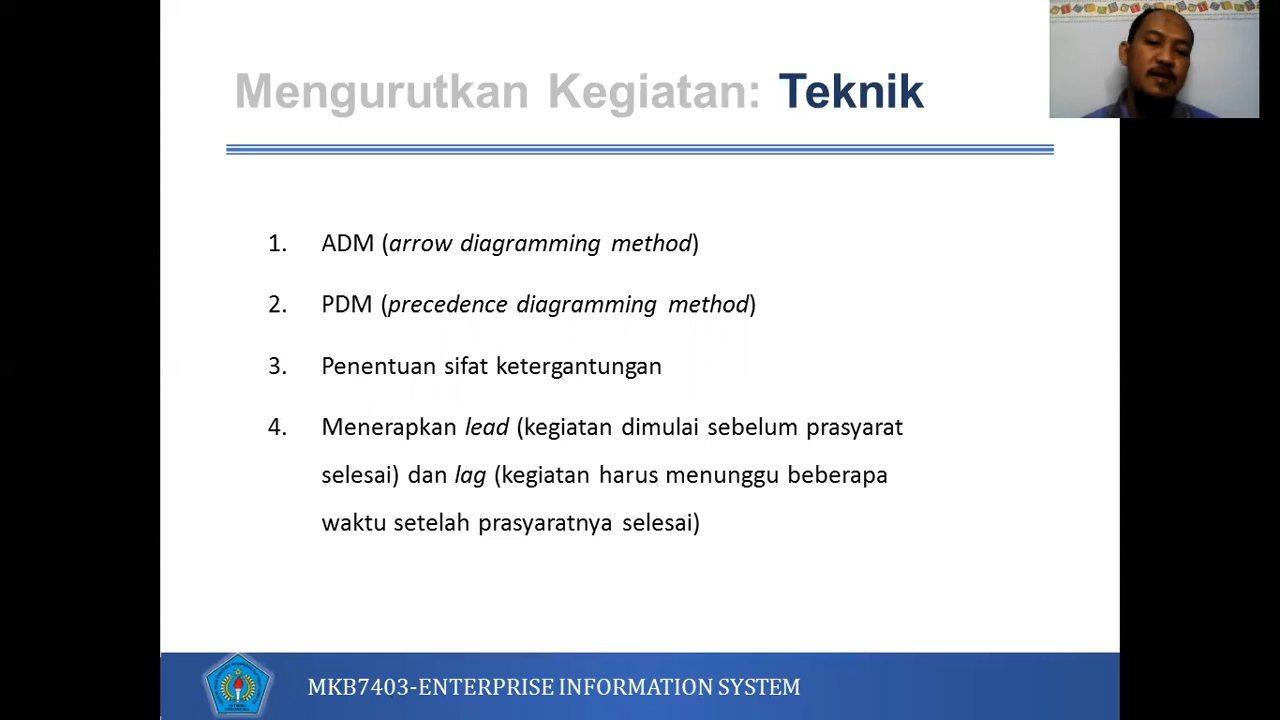 Mengurutkan Kegiatan: Teknik
1. ADM (arrow diagramming method)
2. PDM (precedence diagramming method)
3. Penentuan sifat ketergantungan
4. Menerapkan lead (kegiatan dimulai sebelum prasyarat
selesai) dan lag (kegiatan harus menunggu beberapa
waktu setelah prasyaratnya selesai)
MKB7403-ENTERPRISE INFORMATION SYSTEM